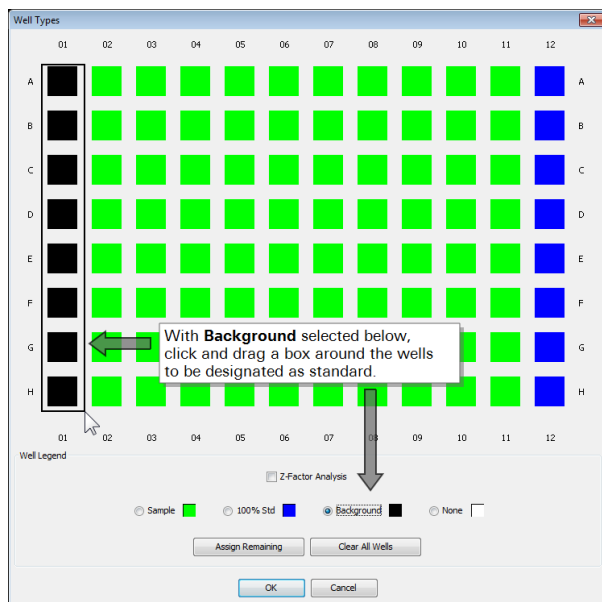 Well Types
01 02 03 04 05 06 07 08 09 10 11 12
A A
B B
C C
D D
E E
F F
With Background selected below,
G click and drag a box around the wells G
to be designated as standard.
H H
01 02 03 04 05 06 07 08 09 10 11 12
Well Legend
Z-Factor Analysis
Sample 100% Std Background None
Assign Remaining Clear All Wells
OK Cancel